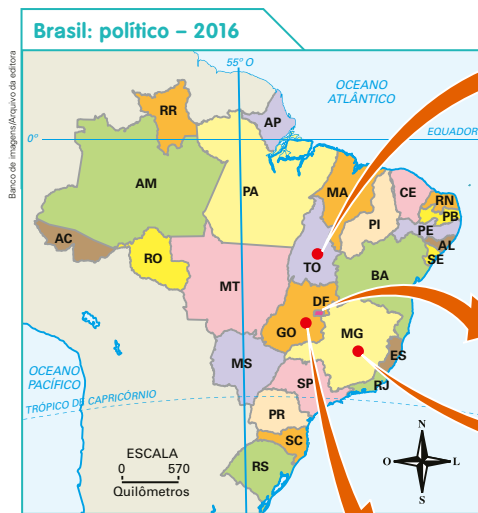 Brasil: político – 2016
Banco de imagens/Arquivo da editora
55º O
OCEANO
ATLÂNTICO
RR
AP
0º
EQUADOR
AM
PA
MA
CE
RN
PB
PI
PE
AL
SE
AC
RO
TO
BA
MT
DF
GO
MG
ES
MS
SP
RJ
OCEANO
PACÍFICO
TRÓPICO DE CAPRICÓRNIO
PR
SC
RS
ESCALA
0 570
Quilômetros
N
O L
S